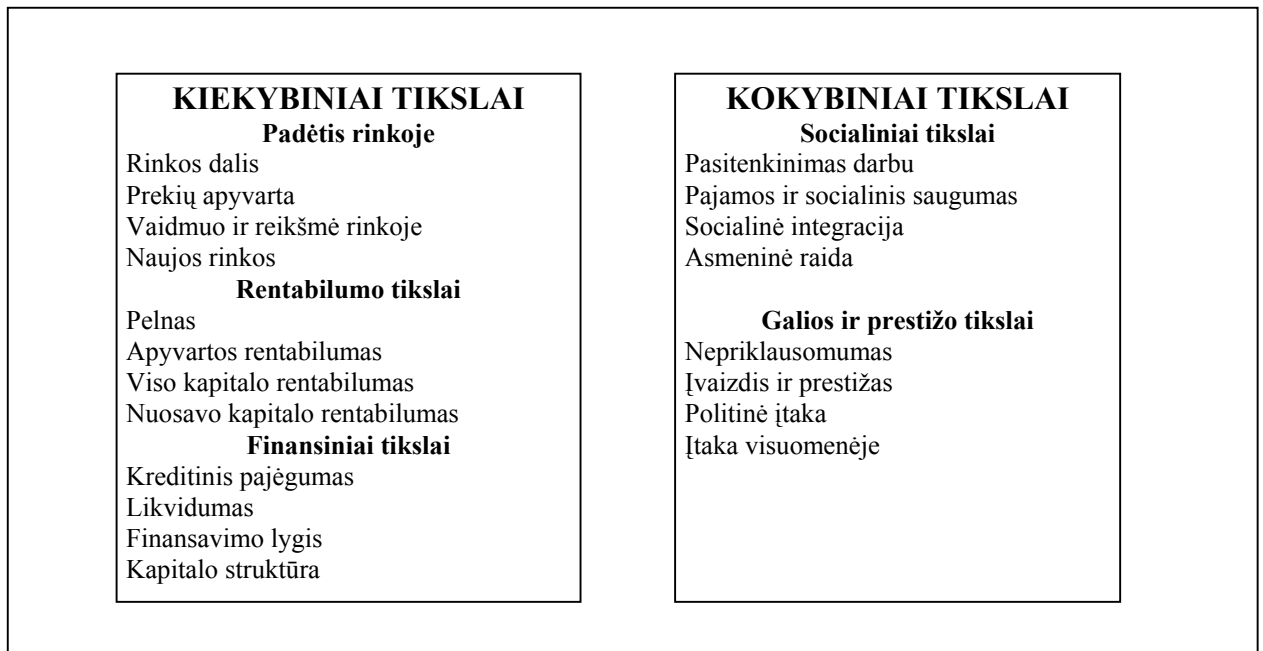 KIEKYBINIAI TIKSLAI
Padėtis rinkoje
Rinkos dalis
Prekių apyvarta
Vaidmuo ir reikšmė rinkoje
Naujos rinkos
Rentabilumo tikslai
Pelnas
Apyvartos rentabilumas
Viso kapitalo rentabilumas
Nuosavo kapitalo rentabilumas
Finansiniai tikslai
Kreditinis pajėgumas
Likvidumas
Finansavimo lygis
Kapitalo struktūra
KOKYBINIAI TIKSLAI
Socialiniai tikslai
Pasitenkinimas darbu
Pajamos ir socialinis saugumas
Socialinė integracija
Asmeninė raida
Galios ir prestižo tikslai
Nepriklausomumas
Įvaizdis ir prestižas
Politinė įtaka
Įtaka visuomenėje